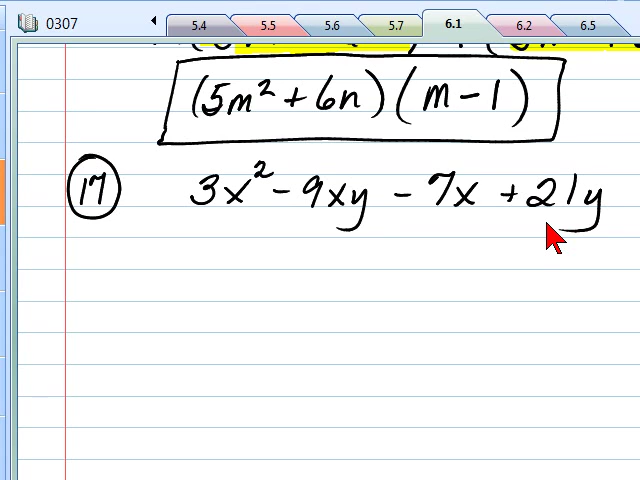 0307
5.4 5.5 5.6 5.7 6.1 6.2 6.5
(5m² + 6n)(m - 1)
17 3x² - 9xy - 7x + 21y